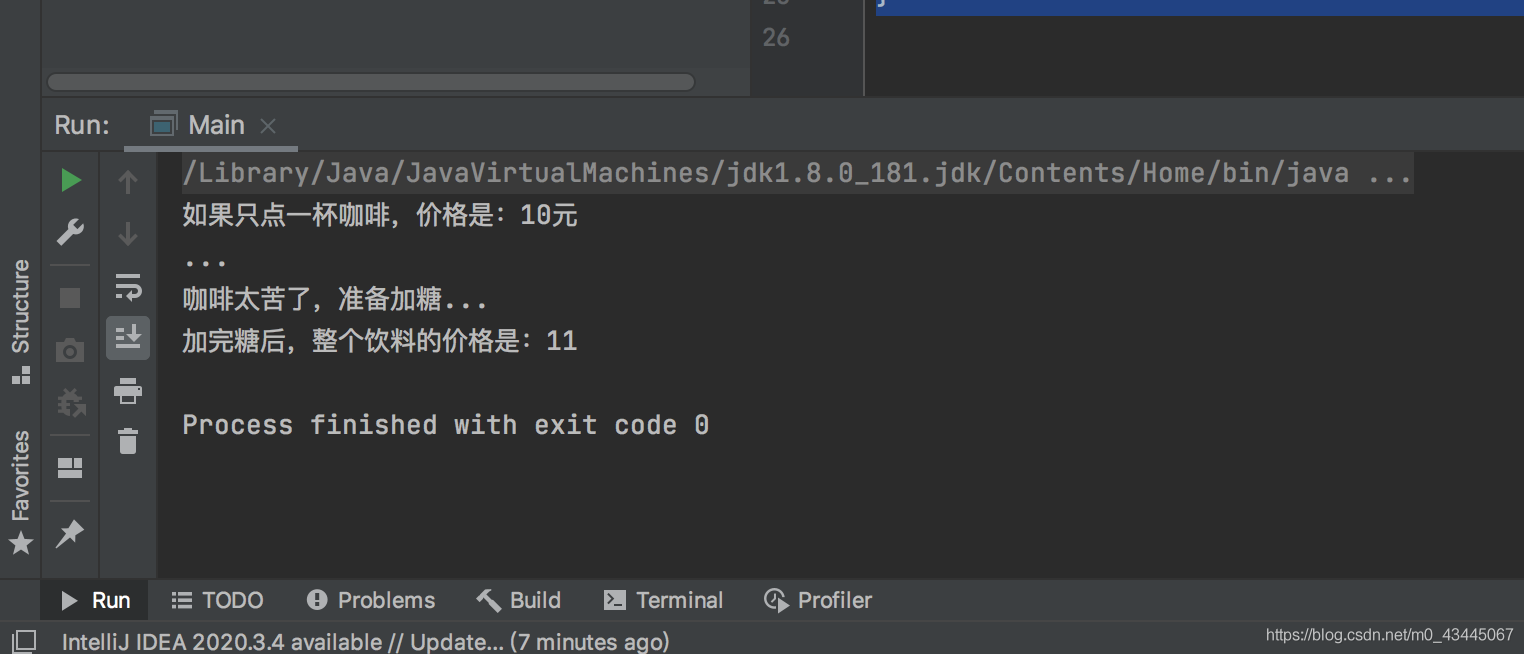 26
Run: Main
/Library/Java/JavaVirtualMachines/jdk1.8.0_181.jdk/Contents/Home/bin/java ...
如果只点一杯咖啡，价格是：10元
...
咖啡太苦了，准备加糖...
加完糖后，整个饮料的价格是：11
Process finished with exit code 0
Structure
Favorites
Run TODO Problems Build Terminal Profiler
IntelliJ IDEA 2020.3.4 available // Update... (7 minutes ago)
https://blog.csdn.net/m0_43445067